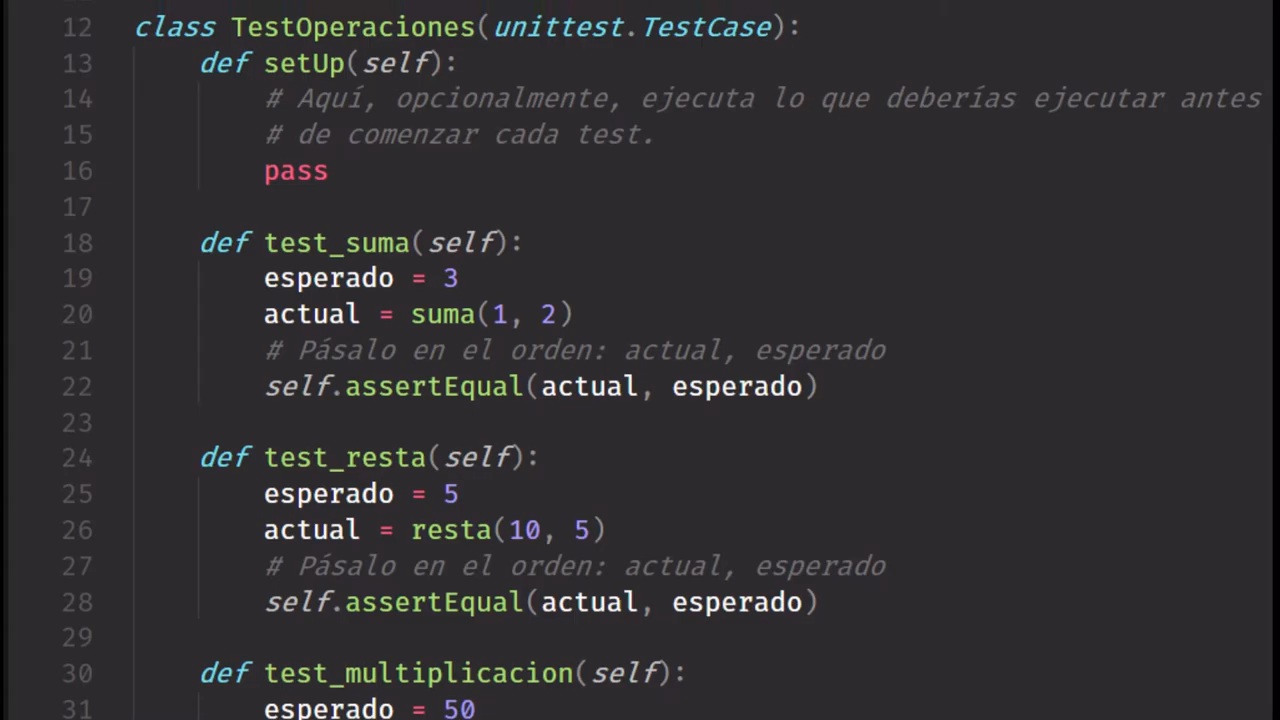 12 class TestOperaciones(unittest.TestCase):
13 def setUp(self):
14 # Aquí, opcionalmente, ejecuta lo que deberías ejecutar antes
15 # de comenzar cada test.
16 pass
17
18 def test_suma(self):
19 esperado = 3
20 actual = suma(1, 2)
21 # Pásalo en el orden: actual, esperado
22 self.assertEqual(actual, esperado)
23
24 def test_resta(self):
25 esperado = 5
26 actual = resta(10, 5)
27 # Pásalo en el orden: actual, esperado
28 self.assertEqual(actual, esperado)
29
30 def test_multiplicacion(self):
31 esperado = 50